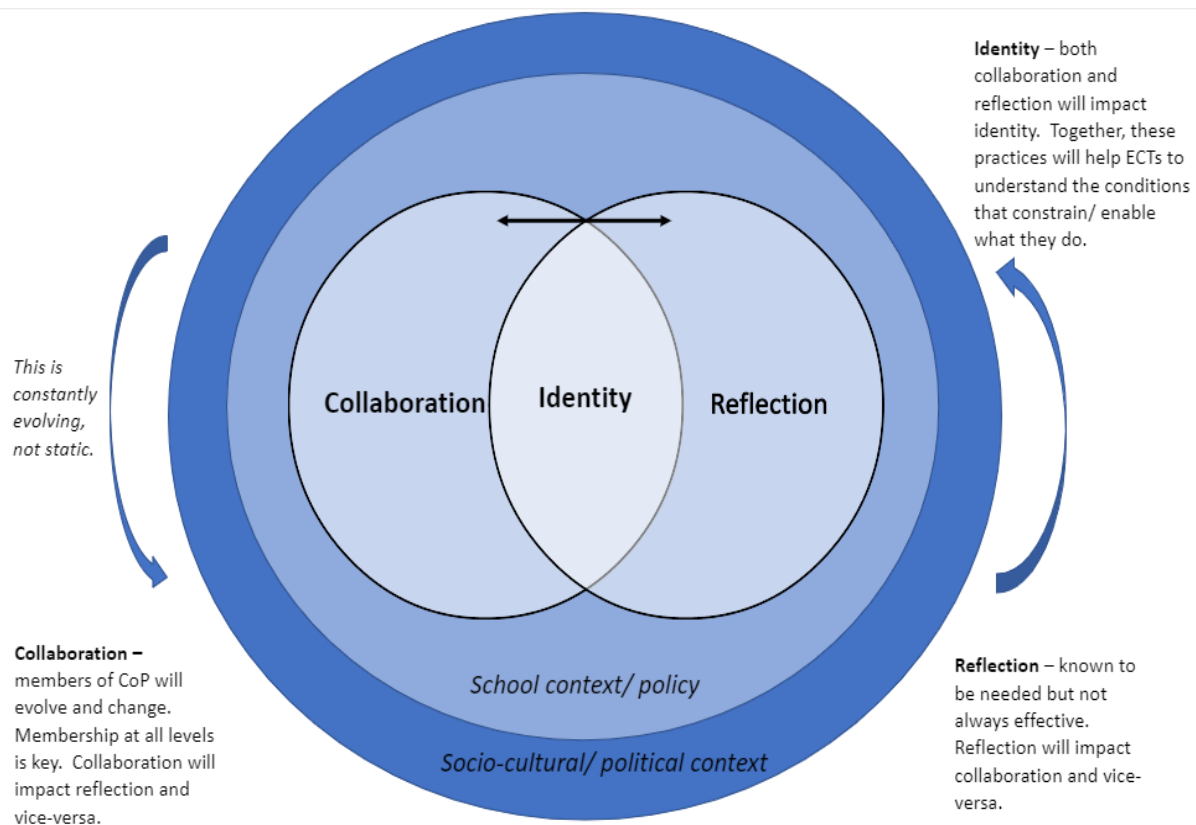 Identity – both
collaboration and
reflection will impact
identity.  Together, these
practices will help ECTs to
understand the conditions
that constrain/ enable
what they do.
This is
constantly
evolving,
not static.
Collaboration
Identity
Reflection
School context/ policy
Socio-cultural/ political context
Collaboration –
members of CoP will
evolve and change.
Membership at all levels
is key.  Collaboration will
impact reflection and
vice-versa.
Reflection – known to
be needed but not
always effective.
Reflection will impact
collaboration and vice-
versa.